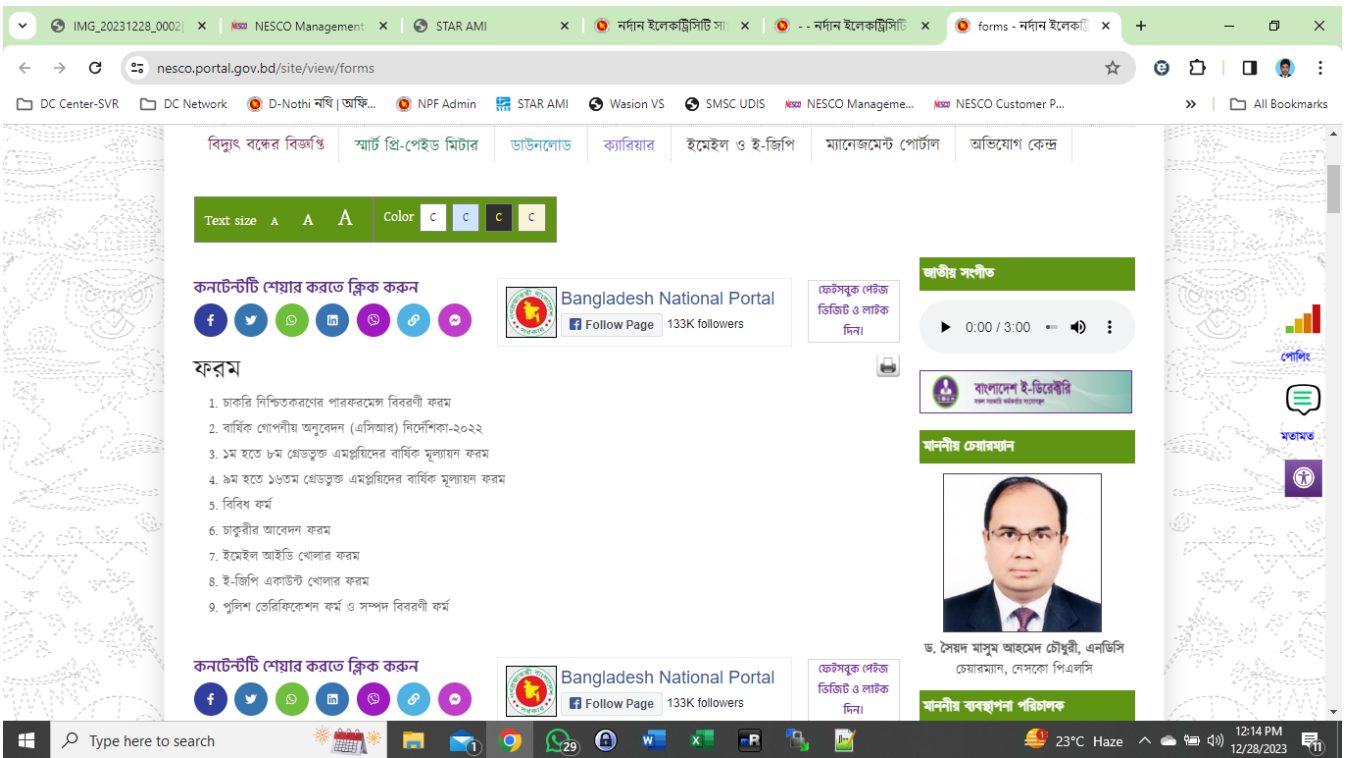 IMG_20231228_0002
NESCO Management
STAR AMI
নর্দান ইলেকট্রিসিটি সা
- - নর্দান ইলেকট্রিসিটি
forms - নর্দান ইলেকট্রি
nesco.portal.gov.bd/site/view/forms
DC Center-SVR
DC Network
D-Nothi নথি | অফি...
NPF Admin
STAR AMI
Wasion VS
SMSC UDIS
NESCO Manageme...
NESCO Customer P...
All Bookmarks
বিদ্যুৎ বন্ধের বিজ্ঞপ্তি
স্মার্ট প্রি-পেইড মিটার
ডাউনলোড
ক্যারিয়ার
ইমেইল ও ই-জিপি
ম্যানেজমেন্ট পোর্টাল
অভিযোগ কেন্দ্র
Text size A A A Color C C C C
কনটেন্টটি শেয়ার করতে ক্লিক করুন
Bangladesh National Portal
Follow Page 133K followers
ফেইসবুক পেইজ
ভিজিট ও লাইক
দিন।
ফরম
1. চাকরি নিশ্চিতকরণের পারফরমেন্স বিবরণী ফরম
2. বার্ষিক গোপনীয় অনুবেদন (এসিআর) নির্দেশিকা-২০২২
3. ১ম হতে ৮ম গ্রেডভুক্ত এমপ্লয়িদের বার্ষিক মূল্যায়ন ফরম
4. ৯ম হতে ১৬তম গ্রেডভুক্ত এমপ্লয়িদের বার্ষিক মূল্যায়ন ফরম
5. বিবিধ ফর্ম
6. চাকুরীর আবেদন ফরম
7. ইমেইল আইডি খোলার ফরম
8. ই-জিপি একাউন্ট খোলার ফরম
9. পুলিশ ভেরিফিকেশন ফর্ম ও সম্পদ বিবরণী ফর্ম
কনটেন্টটি শেয়ার করতে ক্লিক করুন
Bangladesh National Portal
Follow Page 133K followers
ফেইসবুক পেইজ
ভিজিট ও লাইক
দিন।
জাতীয় সংগীত
0:00 / 3:00
বাংলাদেশ ই-ডিরেক্টরি
মাননীয় চেয়ারম্যান
ড. সৈয়দ মাসুম আহমেদ চৌধুরী, এনডিসি
চেয়ারম্যান, নেসকো পিএলসি
মাননীয় ব্যবস্থাপনা পরিচালক
পোলিং
মতামত
Type here to search
1
29
1
23°C Haze
12:14 PM
12/28/2023
11